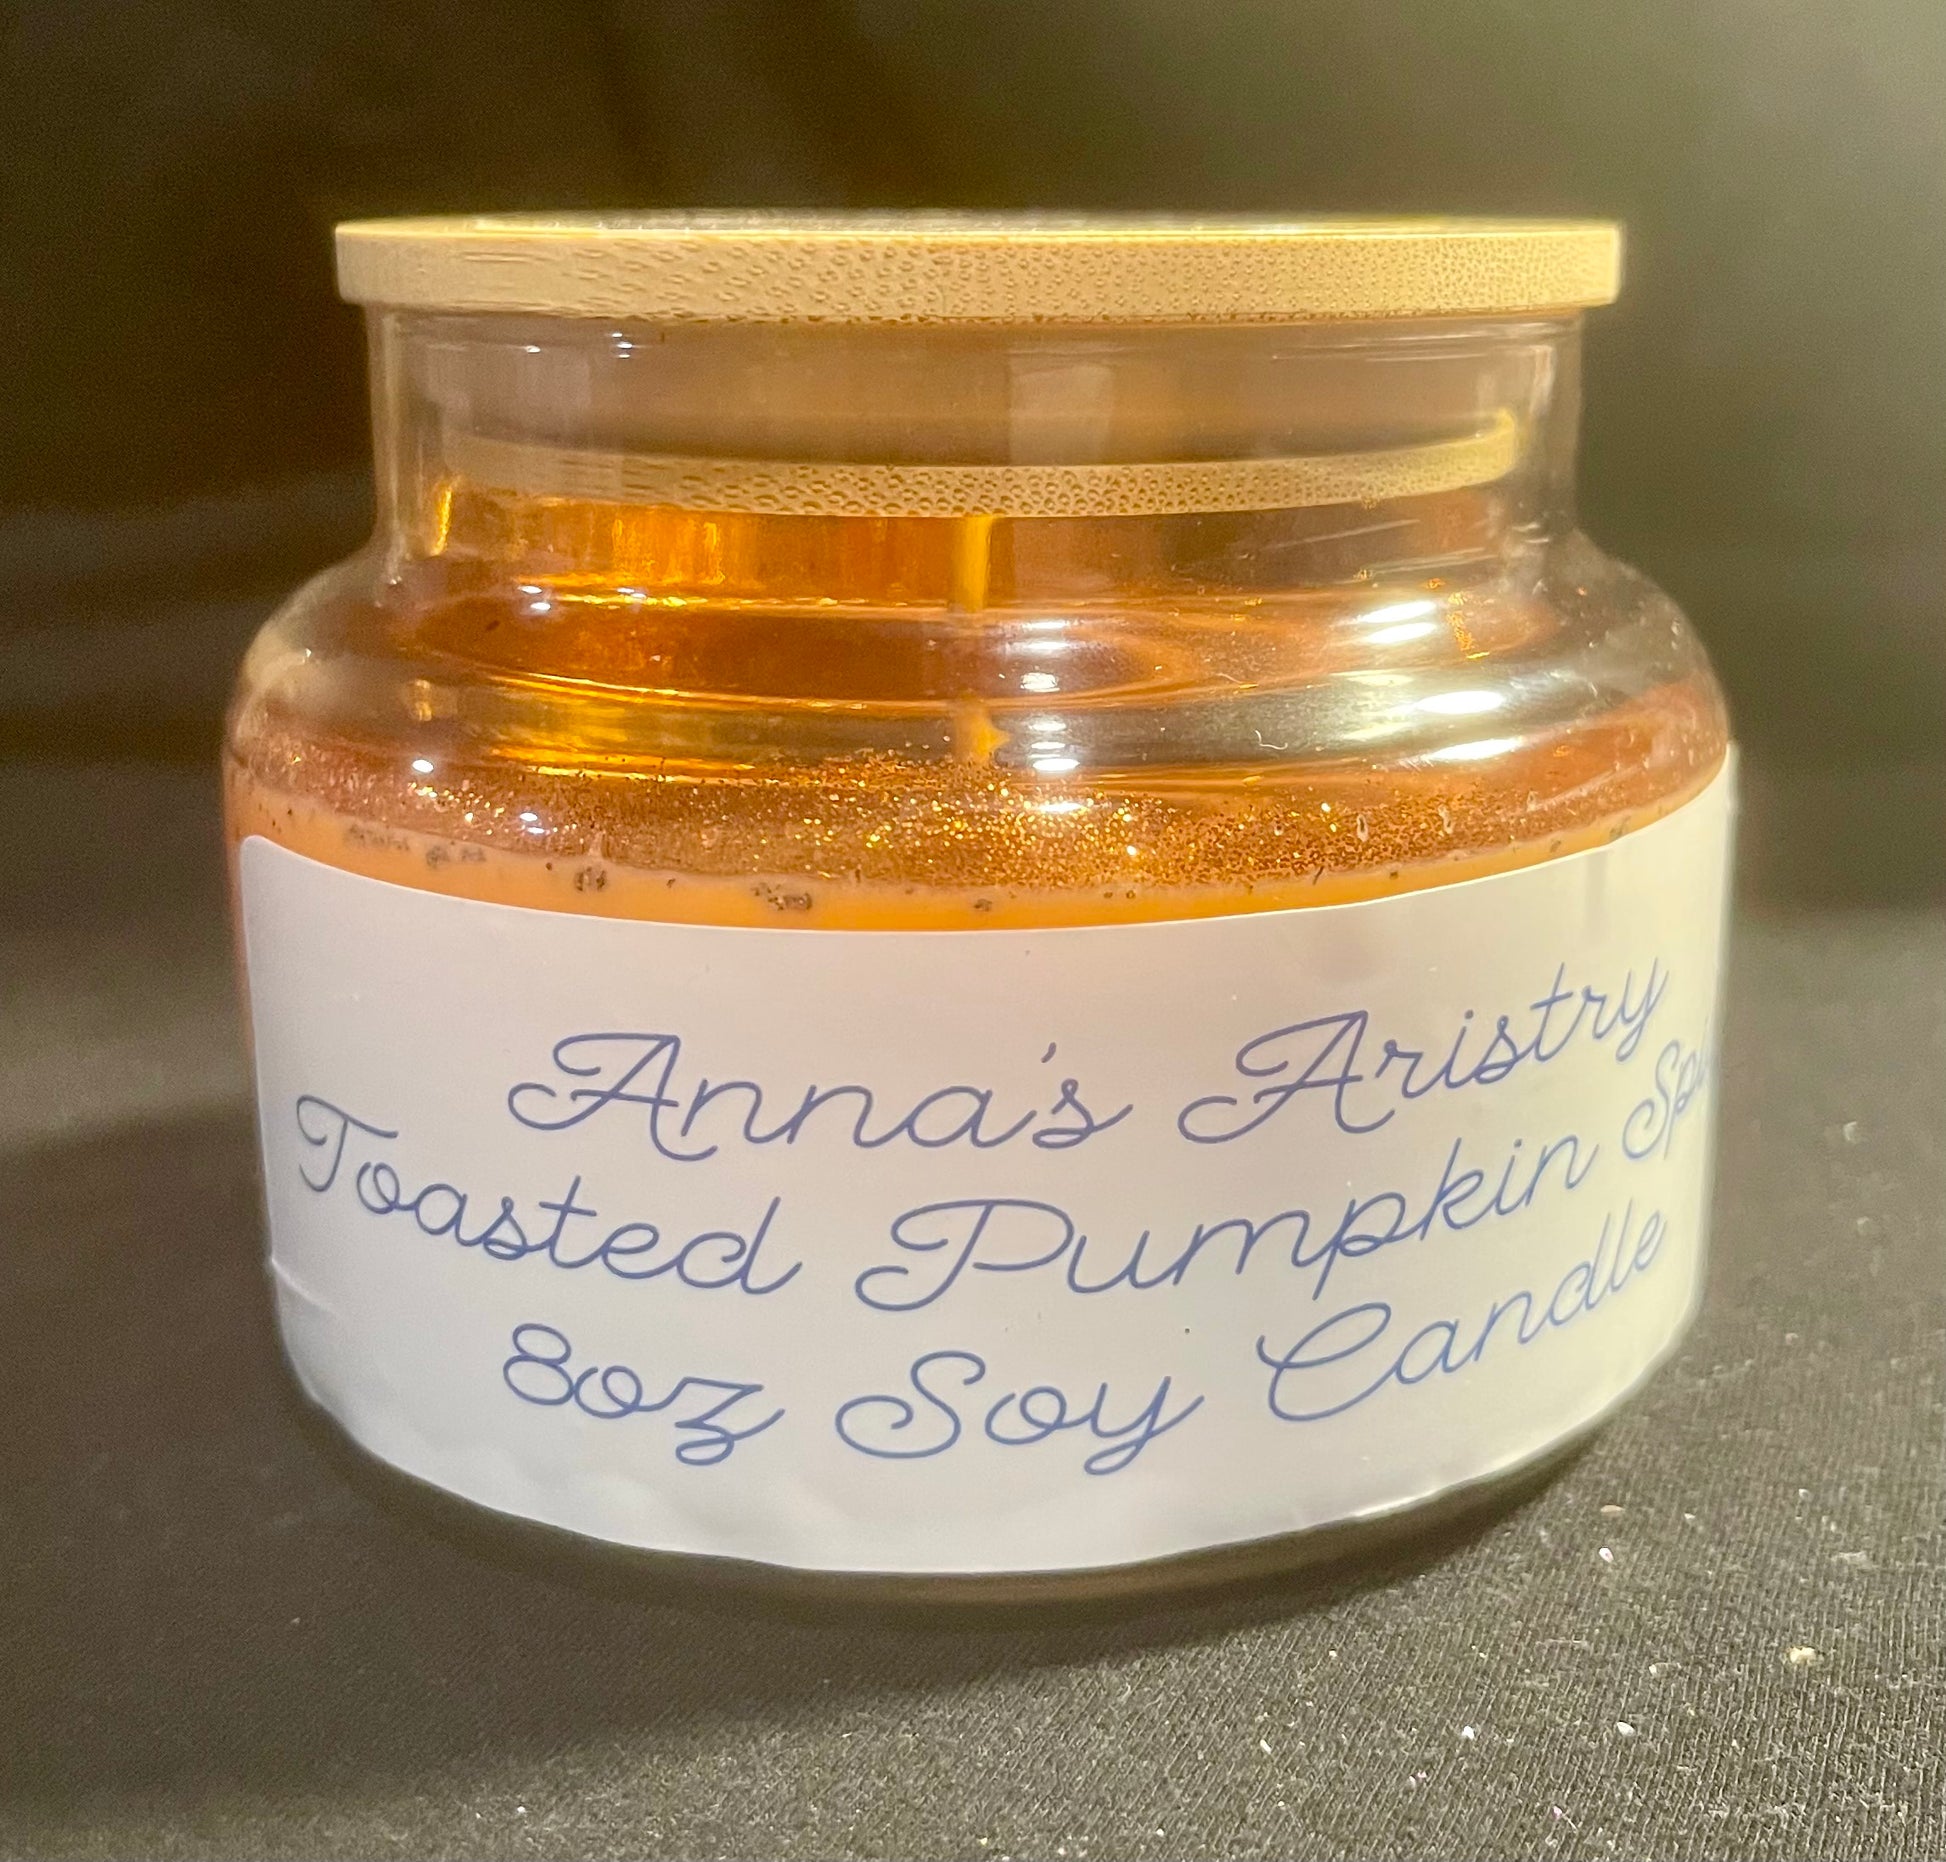 Anna's Aristry
Toasted Pumpkin
8oz Soy Candle